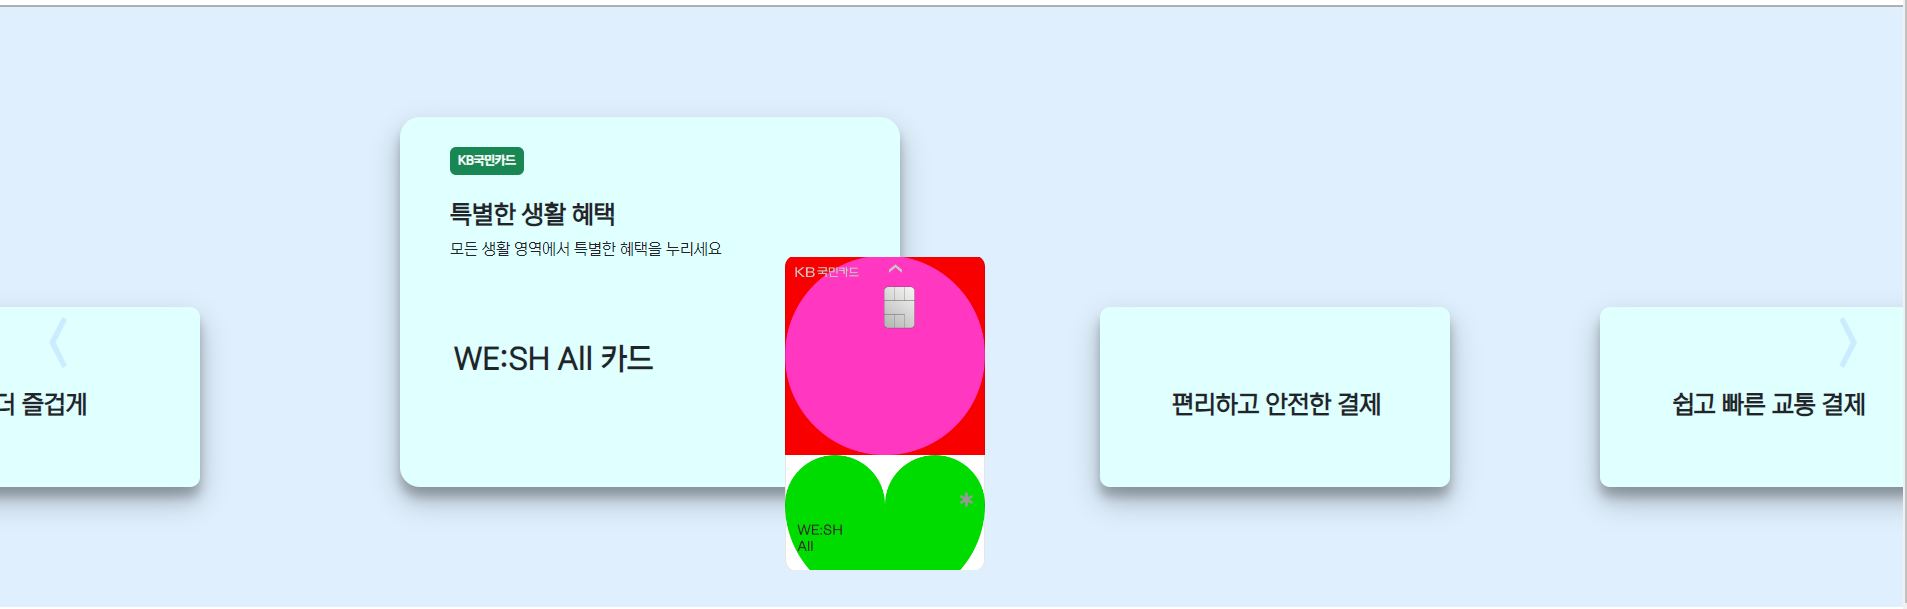 KB국민카드
특별한 생활 혜택
모든 생활 영역에서 특별한 혜택을 누리세요
WE:SH All 카드
KB국민카드
WE:SH
All
더 즐겁게
편리하고 안전한 결제
쉽고 빠른 교통 결제